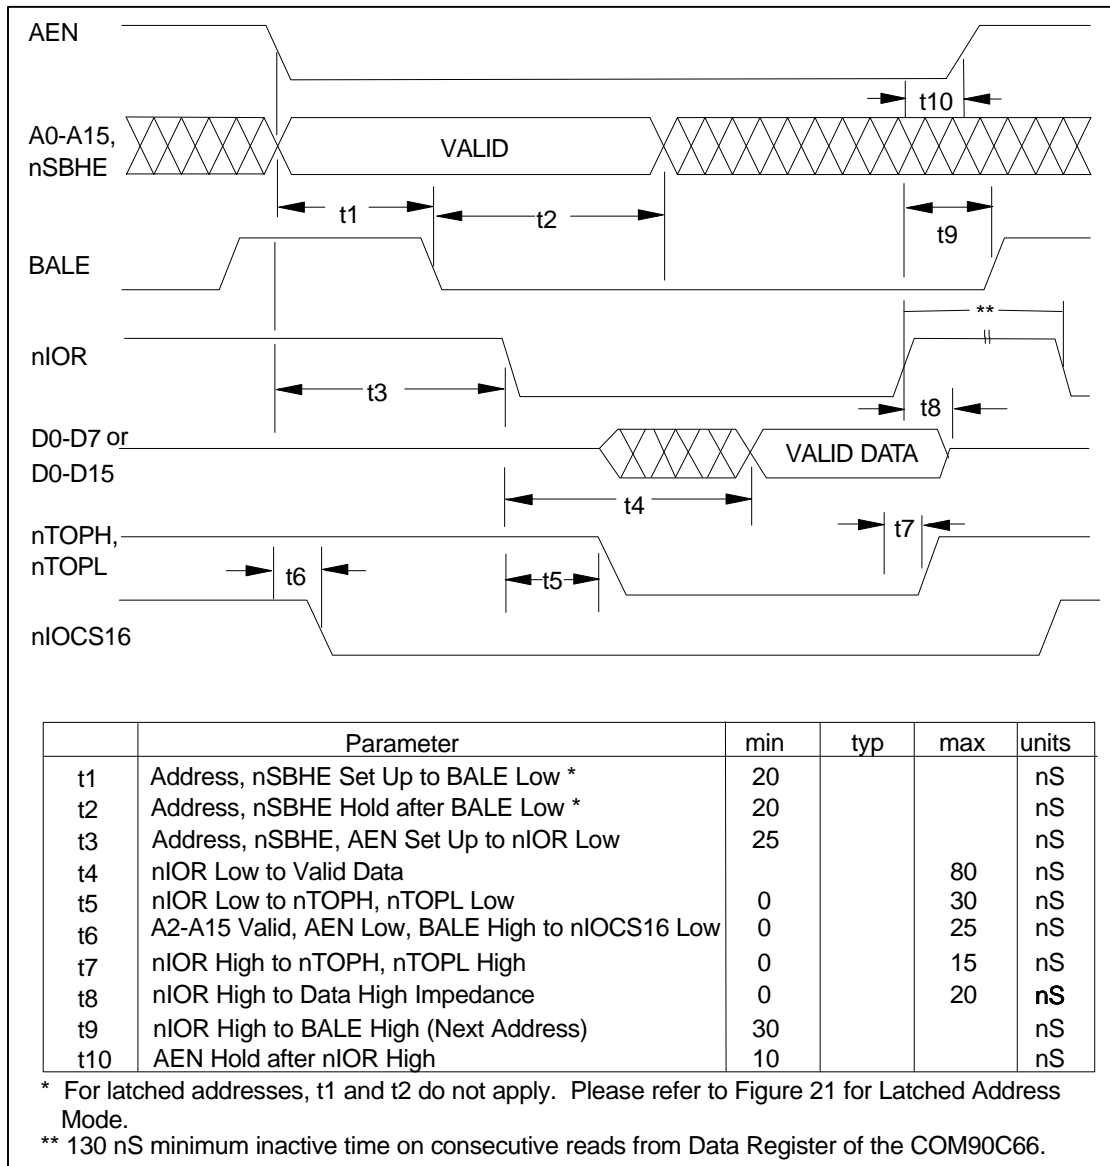 AEN
t10
A0-A15,
nSBHE
VALID
t1
t2
t9
BALE
**
nIOR
t3
t8
D0-D7 or
D0-D15
VALID DATA
t4
nTOPH,
nTOPL
t7
t6
t5
nIOCS16
Parameter min typ max units
t1 Address, nSBHE Set Up to BALE Low * 20 nS
t2 Address, nSBHE Hold after BALE Low * 20 nS
t3 Address, nSBHE, AEN Set Up to nIOR Low 25 nS
t4 nIOR Low to Valid Data 80 nS
t5 nIOR Low to nTOPH, nTOPL Low 0 30 nS
t6 A2-A15 Valid, AEN Low, BALE High to nIOCS16 Low 0 25 nS
t7 nIOR High to nTOPH, nTOPL High 0 15 nS
t8 nIOR High to Data High Impedance 0 20 nS
t9 nIOR High to BALE High (Next Address) 30 nS
t10 AEN Hold after nIOR High 10 nS
* For latched addresses, t1 and t2 do not apply. Please refer to Figure 21 for Latched Address
Mode.
** 130 nS minimum inactive time on consecutive reads from Data Register of the COM90C66.